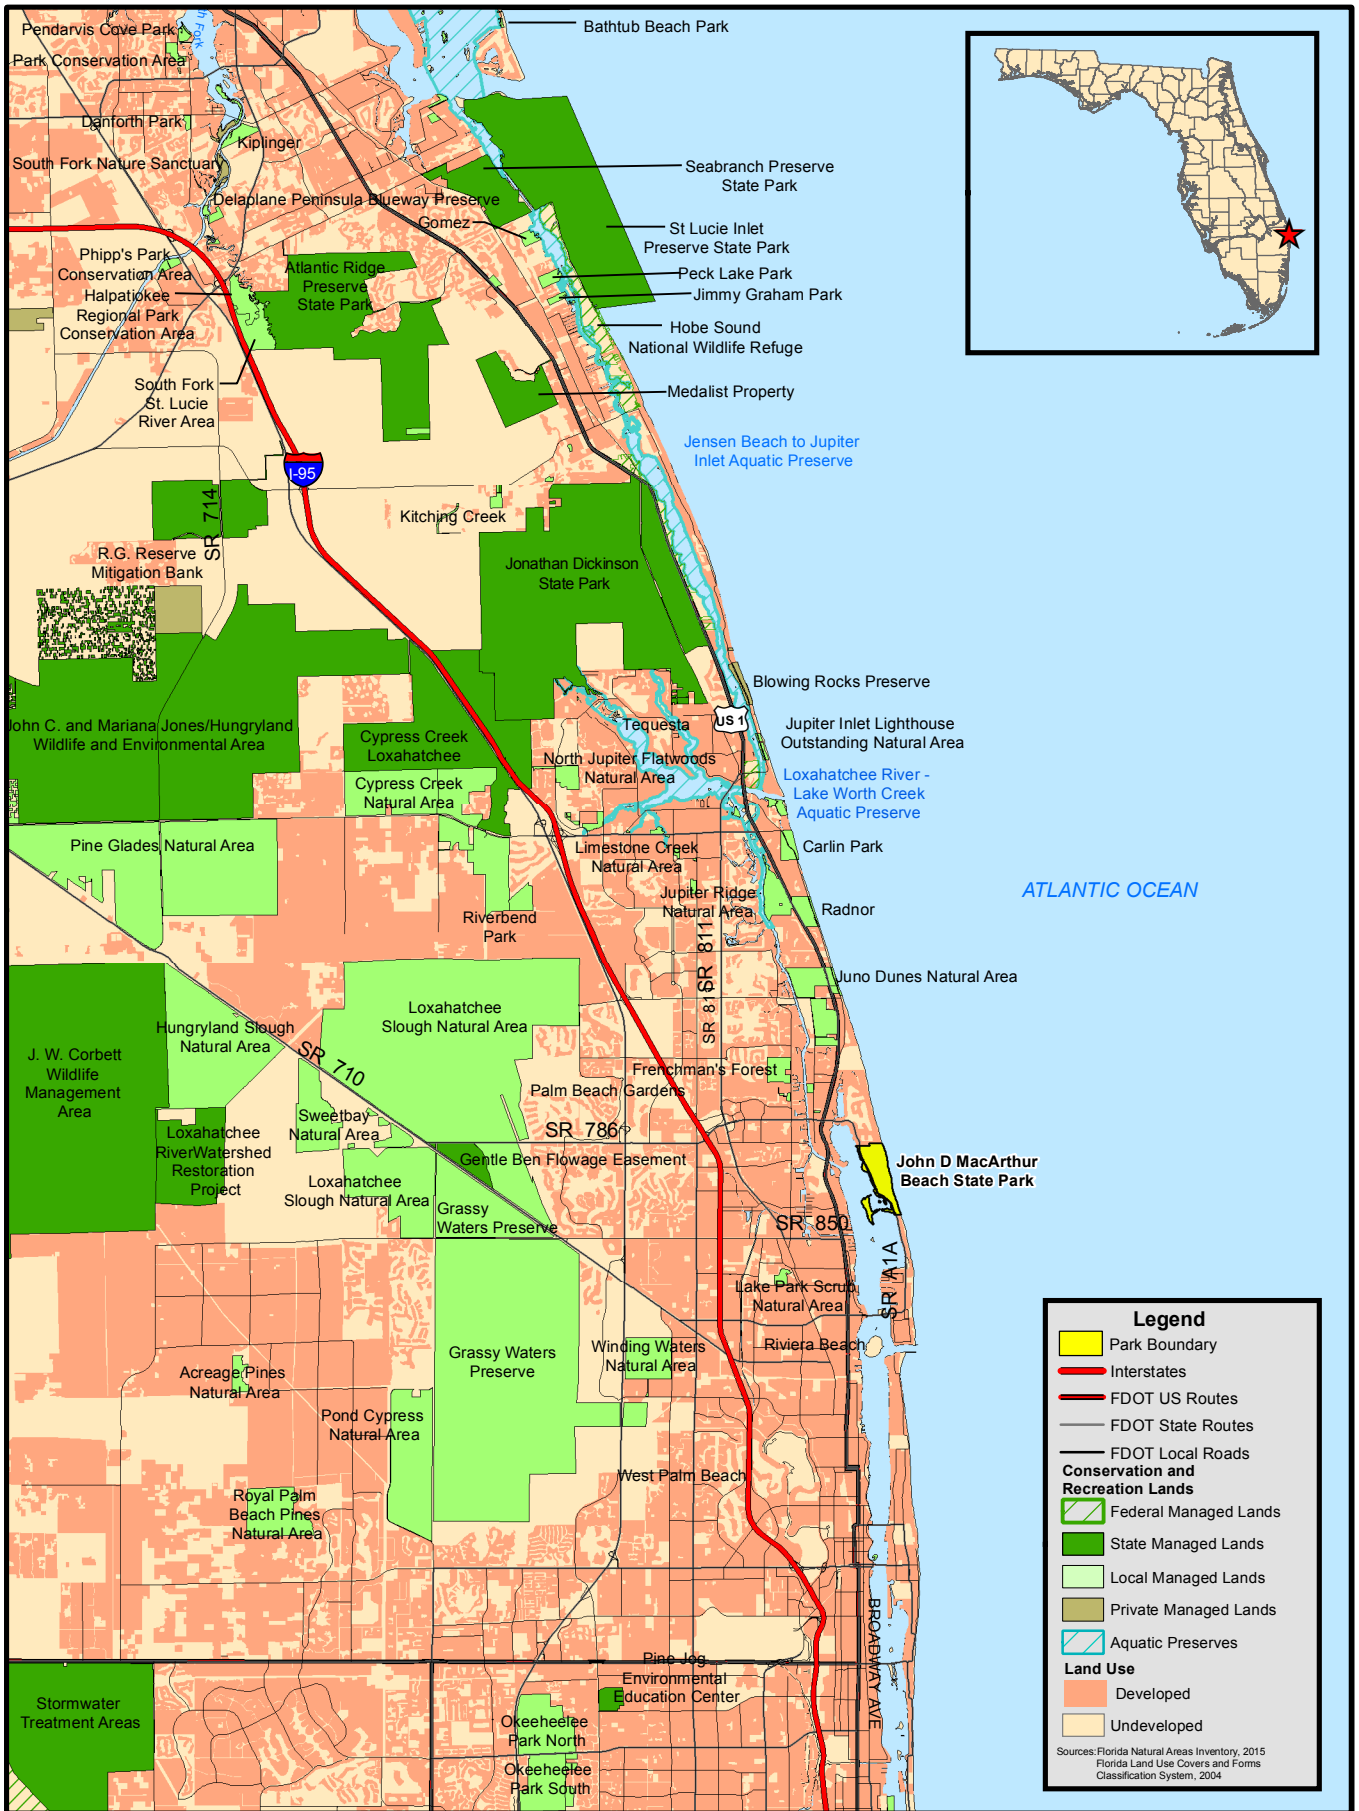 Pendarvis Cove Park
Park Conservation Area
Bathtub Beach Park
Danforth Park
Kiplinger
South Fork Nature Sanctuary
Delaplane Peninsula Blueway Preserve
Gomez
Seabranch Preserve
State Park
St Lucie Inlet
Preserve State Park
Peck Lake Park
Jimmy Graham Park
Hobe Sound
National Wildlife Refuge
Medalist Property
Phipp's Park
Conservation Area
Halpatiokee
Regional Park
Conservation Area
Atlantic Ridge
Preserve
State Park
South Fork
St. Lucie
River Area
Jensen Beach to Jupiter
Inlet Aquatic Preserve
I-95
SR 714
Kitching Creek
R.G. Reserve
Mitigation Bank
Jonathan Dickinson
State Park
Blowing Rocks Preserve
US 1
Tequesta
Jupiter Inlet Lighthouse
Outstanding Natural Area
John C. and Mariana Jones/Hungryland
Wildlife and Environmental Area
Cypress Creek
Loxahatchee
North Jupiter Flatwoods
Natural Area
Cypress Creek
Natural Area
Loxahatchee River -
Lake Worth Creek
Aquatic Preserve
Pine Glades Natural Area
Limestone Creek
Natural Area
Carlin Park
Jupiter Ridge
Natural Area
Radnor
Riverbend
Park
ATLANTIC OCEAN
SR 811
SR 811
Juno Dunes Natural Area
Loxahatchee
Slough Natural Area
Hungryland Slough
Natural Area
J. W. Corbett
Wildlife
Management
Area
SR 710
Frenchman's Forest
Palm Beach Gardens
Sweetbay
Natural Area
SR 786
Loxahatchee
RiverWatershed
Restoration
Project
Gentle Ben Flowage Easement
Loxahatchee
Slough Natural Area
Grassy
Waters Preserve
John D MacArthur
Beach State Park
SR 850
SR A1A
Lake Park Scrub
Natural Area
Riviera Beach
Grassy Waters
Preserve
Winding Waters
Natural Area
Acreage Pines
Natural Area
Pond Cypress
Natural Area
West Palm Beach
Royal Palm
Beach Pines
Natural Area
BROADWAY AVE
Pine Jog
Environmental
Education Center
Stormwater
Treatment Areas
Okeeheelee
Park North
Okeeheelee
Park South
Legend
Park Boundary
Interstates
FDOT US Routes
FDOT State Routes
FDOT Local Roads
Conservation and
Recreation Lands
Federal Managed Lands
State Managed Lands
Local Managed Lands
Private Managed Lands
Aquatic Preserves
Land Use
Developed
Undeveloped
Sources:Florida Natural Areas Inventory, 2015
Florida Land Use Covers and Forms
Classification System, 2004